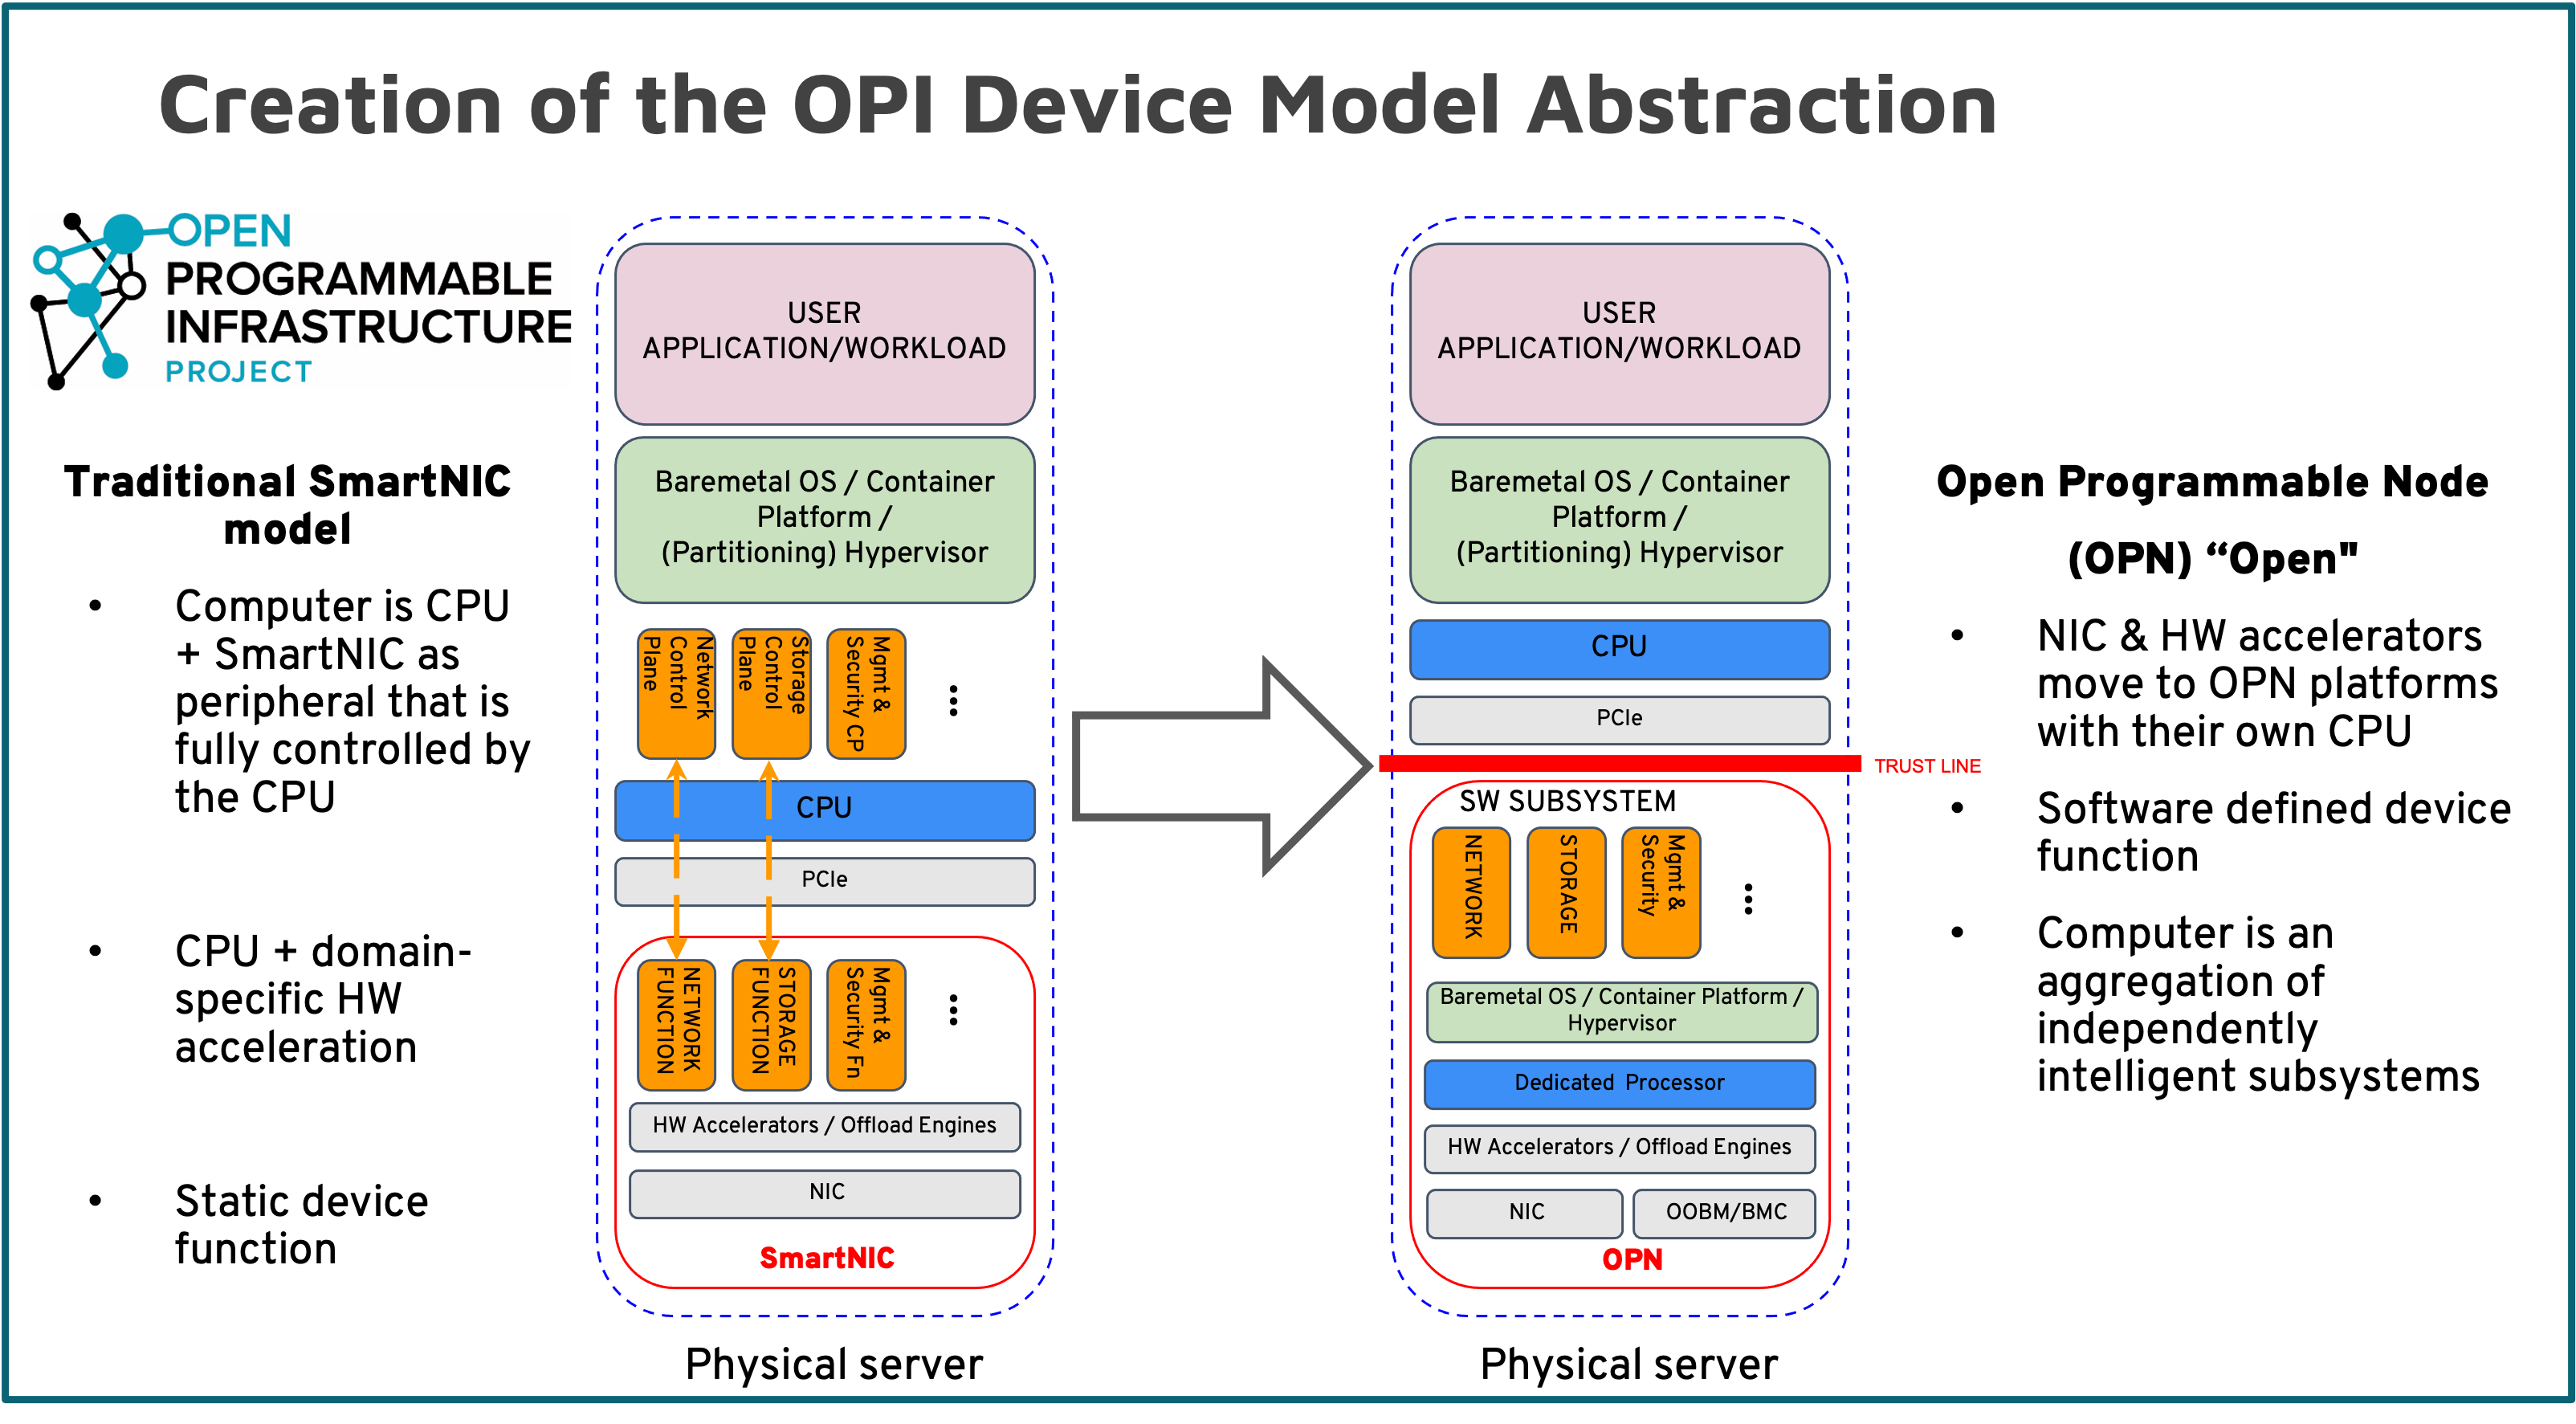 Creation of the OPI Device Model Abstraction
OPEN
PROGRAMMABLE
INFRASTRUCTURE
PROJECT
Traditional SmartNIC
model
• Computer is CPU
+ SmartNIC as
peripheral that is
fully controlled by
the CPU
• CPU + domain-
specific HW
acceleration
• Static device
function
USER
APPLICATION/WORKLOAD
Baremetal OS / Container
Platform /
(Partitioning) Hypervisor
Network
Control
Plane
Storage
Control
Plane
Mgmt &
Security CP
CPU
PCIe
NETWORK
FUNCTION
STORAGE
FUNCTION
Mgmt &
Security Fn
HW Accelerators / Offload Engines
NIC
SmartNIC
Physical server
USER
APPLICATION/WORKLOAD
Baremetal OS / Container
Platform /
(Partitioning) Hypervisor
CPU
PCIe
TRUST LINE
SW SUBSYSTEM
NETWORK
STORAGE
Mgmt &
Security
Baremetal OS / Container Platform /
Hypervisor
Dedicated Processor
HW Accelerators / Offload Engines
NIC
OOBM/BMC
OPN
Physical server
Open Programmable Node
(OPN) “Open"
• NIC & HW accelerators
move to OPN platforms
with their own CPU
• Software defined device
function
• Computer is an
aggregation of
independently
intelligent subsystems